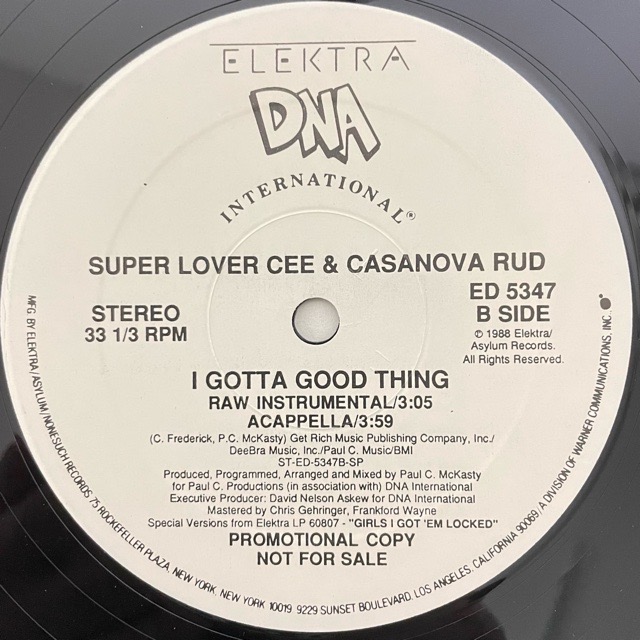 ELEKTRA
DNA
INTERNATIONAL®
SUPER LOVER CEE & CASANOVA RUD
STEREO
33 1/3 RPM
ED 5347
B SIDE
℗ 1988 Elektra/
Asylum Records.
All Rights Reserved.
I GOTTA GOOD THING
RAW INSTRUMENTAL/3:05
ACAPPELLA/3:59
(C. Frederick, P.C. McKasty) Get Rich Music Publishing Company, Inc./
DeeBra Music, Inc./Paul C. Music/BMI
ST-ED-5347B-SP
Produced, Programmed, Arranged and Mixed by Paul C. McKasty
for Paul C. Productions (in association with) DNA International
Executive Producer: David Nelson Askew for DNA International
Mastered by Chris Gehringer, Frankford Wayne
Special Versions from Elektra LP 60807 - "GIRLS I GOT 'EM LOCKED"
PROMOTIONAL COPY
NOT FOR SALE
MFG. BY ELEKTRA/ASYLUM/NONESUCH RECORDS 75 ROCKEFELLER PLAZA, NEW YORK, NEW YORK 10019 9229 SUNSET BOULEVARD, LOS ANGELES, CALIFORNIA 90069 / A DIVISION OF WARNER COMMUNICATIONS, INC.